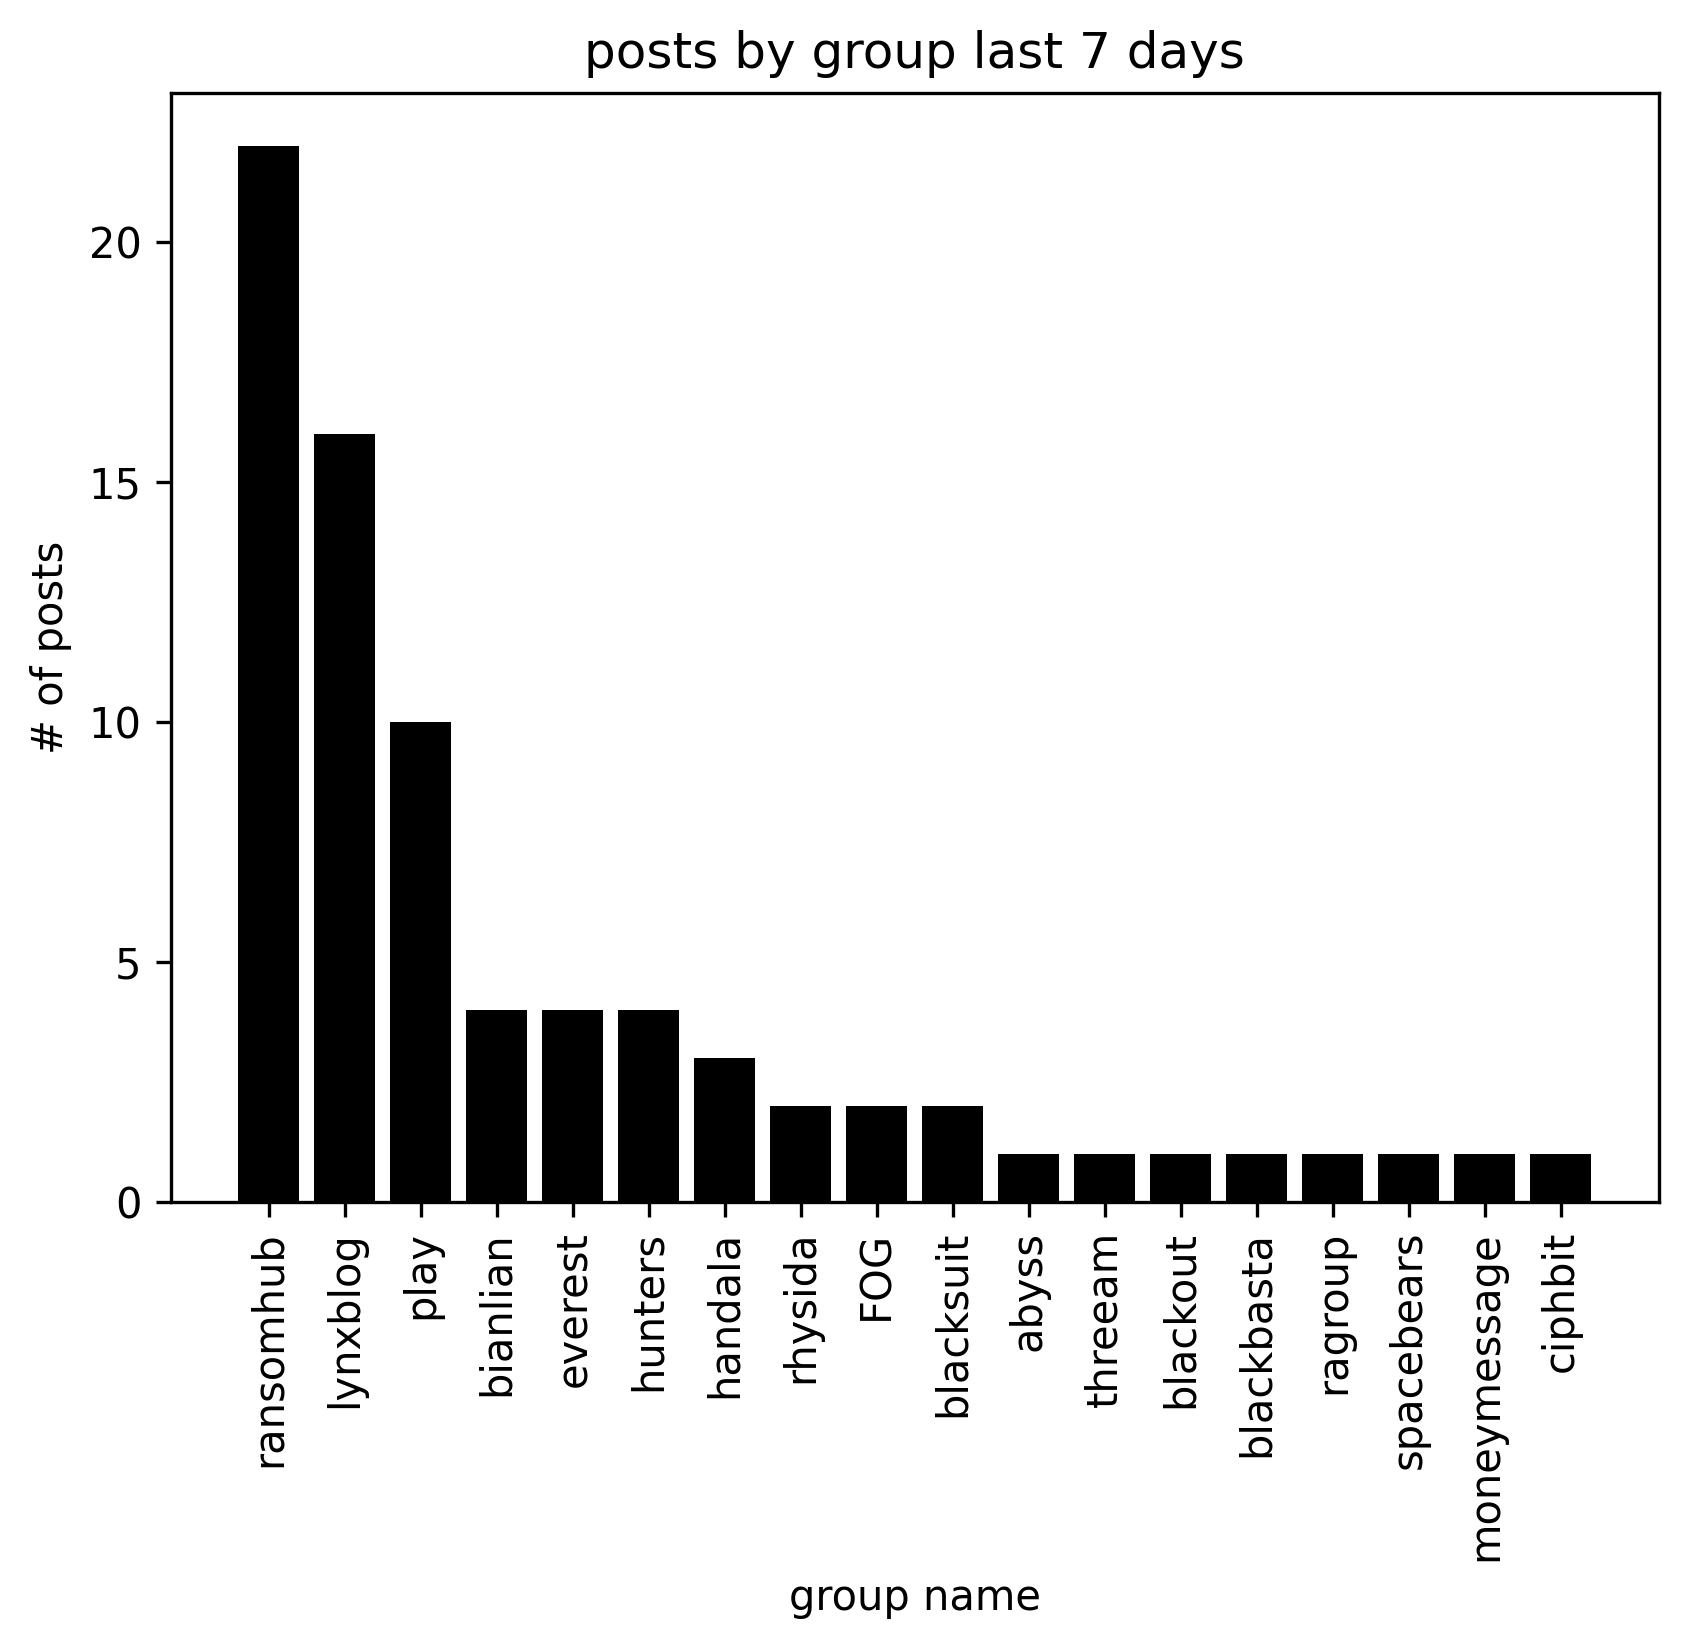 posts by group last 7 days
# of posts
20
15
10
5
0
ransomhub
lynxblog
play
bianlian
everest
hunters
handala
rhysida
FOG
blacksuit
abyss
threeam
blackout
blackbasta
ragroup
spacebears
moneymessage
ciphbit
group name